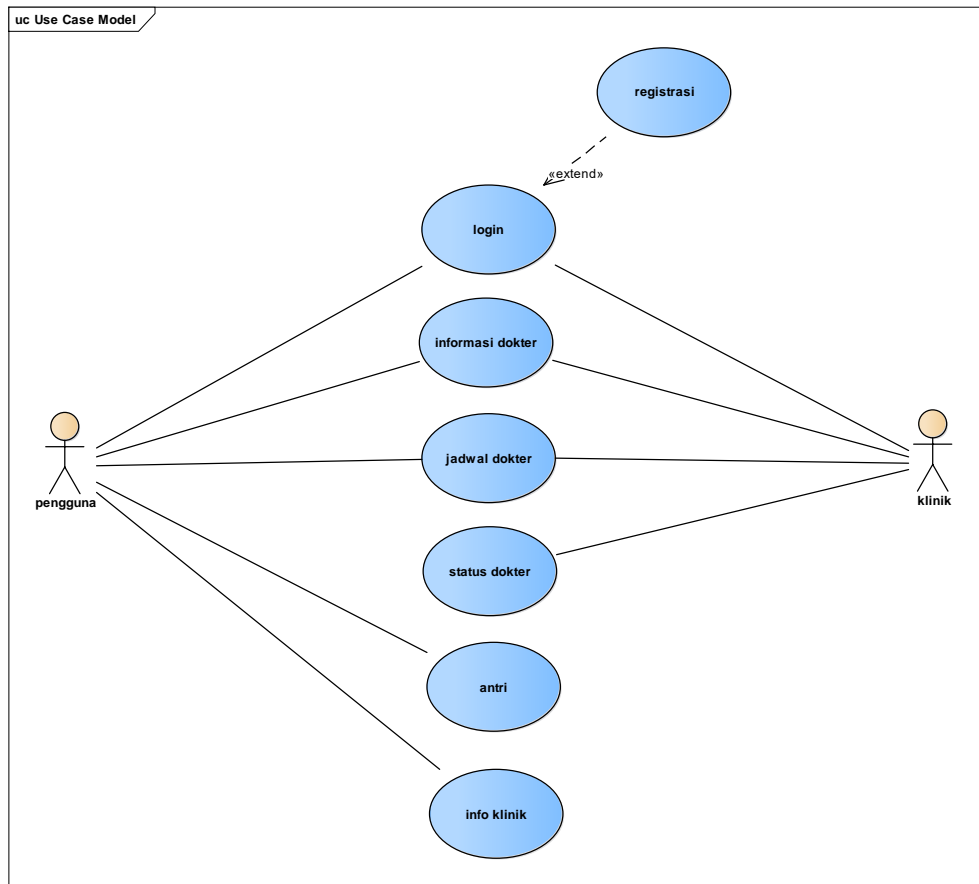 uc Use Case Model
registrasi
«extend»
login
informasi dokter
jadwal dokter
pengguna
klinik
status dokter
antri
info klinik